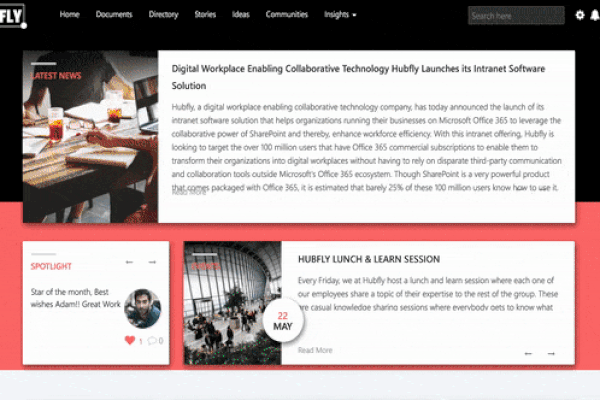 FLY
Home Documents Directory Stories Ideas Communities Insights
Search here
LATEST NEWS
Digital Workplace Enabling Collaborative Technology Hubfly Launches its Intranet Software
Solution
Hubfly, a digital workplace enabling collaborative technology company, has today announced the launch of its
intranet software solution that helps organizations running their businesses on Microsoft Office 365 to leverage the
collaborative power of SharePoint and thereby, enhance workforce efficiency. With this intranet offering, Hubfly is
looking to target the over 100 million users that have Office 365 commercial subscriptions to enable them to
transform their organizations into digital workplaces without having to rely on disparate third-party communication
and collaboration tools outside Microsoft's Office 365 ecosystem. Though SharePoint is a very powerful product
that comes packaged with Office 365, it is estimated that barely 25% of these 100 million users know how to use it.
Read More
SPOTLIGHT
Star of the month, Best
wishes Adam!! Great Work
1 0
22
MAY
HUBFLY LUNCH & LEARN SESSION
Every Friday, we at Hubfly host a lunch and learn session where each one of
our employees share a topic of their expertise to the rest of the group. These
are casual knowledge sharing sessions where everybody gets to know what
Read More